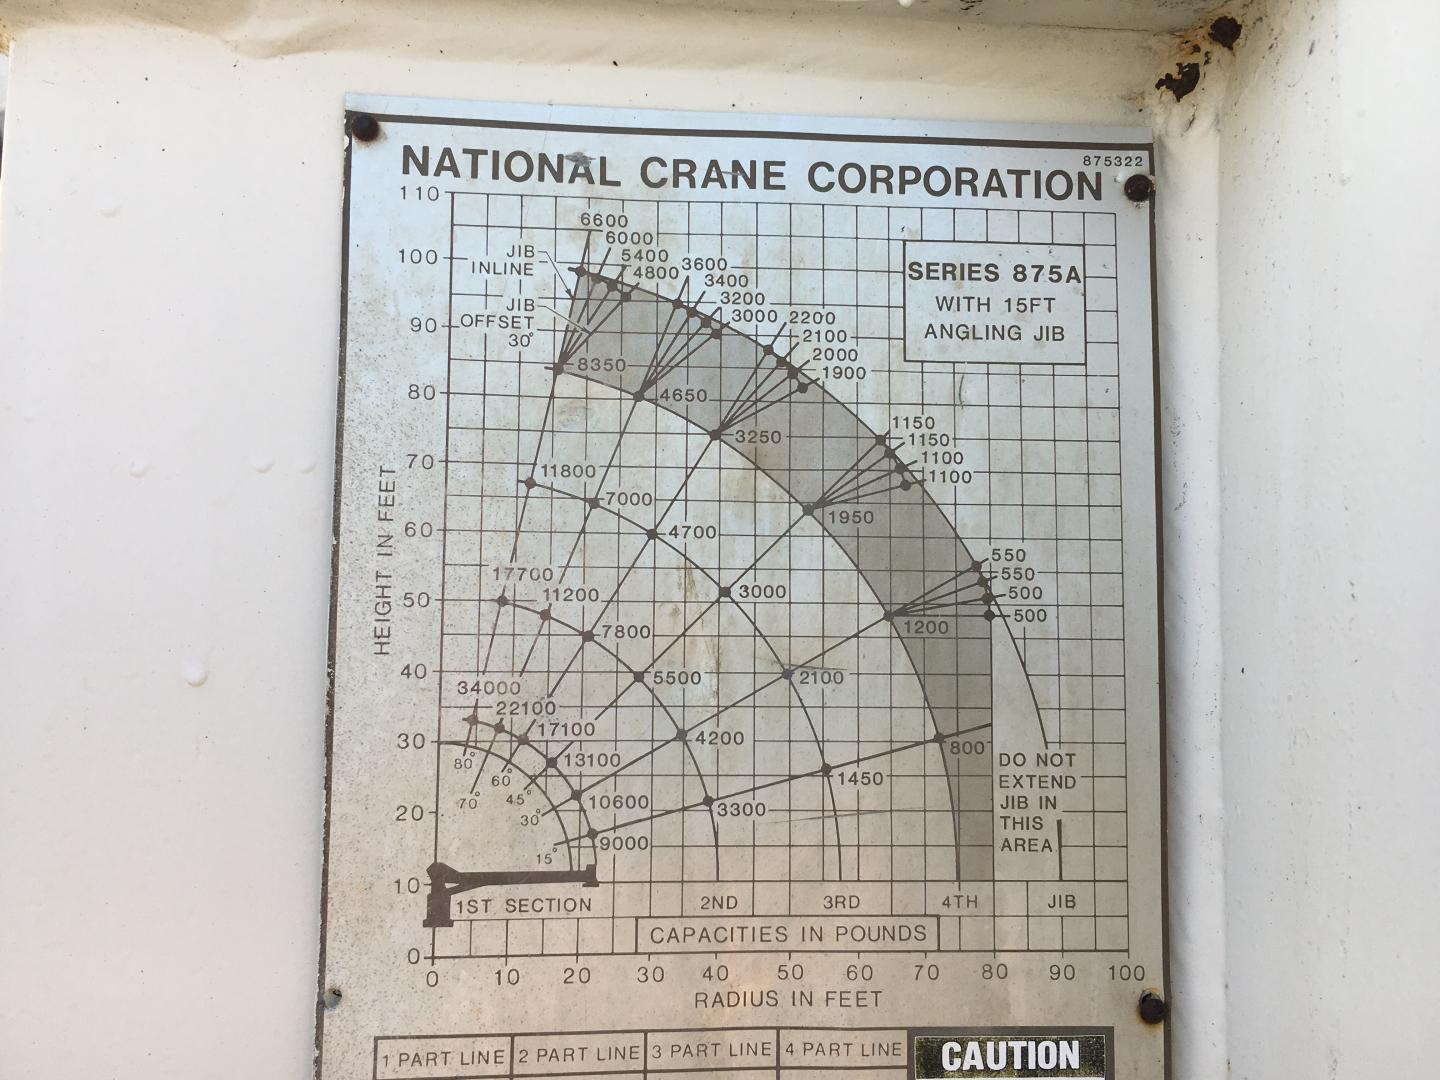 NATIONAL CRANE CORPORATION
875322
SERIES 875A
WITH 15FT
ANGLING JIB
110
100
90
80
70
60
50
40
30
20
10
0
HEIGHT IN FEET
JIB
INLINE
JIB
OFFSET
30°
6600
6000
5400
4800
3600
3400
3200
3000
2200
2100
2000
1900
1150
1150
1100
1100
550
550
500
500
8350
4650
3250
1950
1200
800
11800
7000
4700
3000
2100
1450
17700
11200
7800
5500
4200
3300
34000
22100
17100
13100
10600
9000
80°
70°
60°
45°
30°
15°
DO NOT
EXTEND
JIB IN
THIS
AREA
1ST SECTION
2ND
3RD
4TH
JIB
CAPACITIES IN POUNDS
0 10 20 30 40 50 60 70 80 90 100
RADIUS IN FEET
1 PART LINE 2 PART LINE 3 PART LINE 4 PART LINE
CAUTION